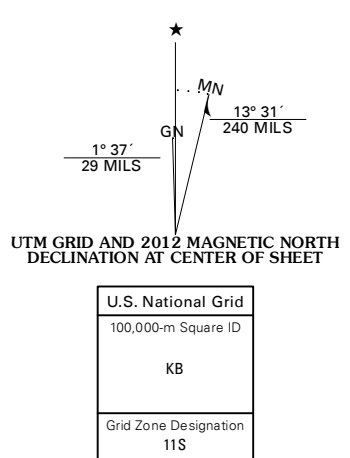 ★
MN
GN
13° 31´
240 MILS
1° 37´
29 MILS
UTM GRID AND 2012 MAGNETIC NORTH
DECLINATION AT CENTER OF SHEET
U.S. National Grid
100,000-m Square ID
KB
Grid Zone Designation
11S